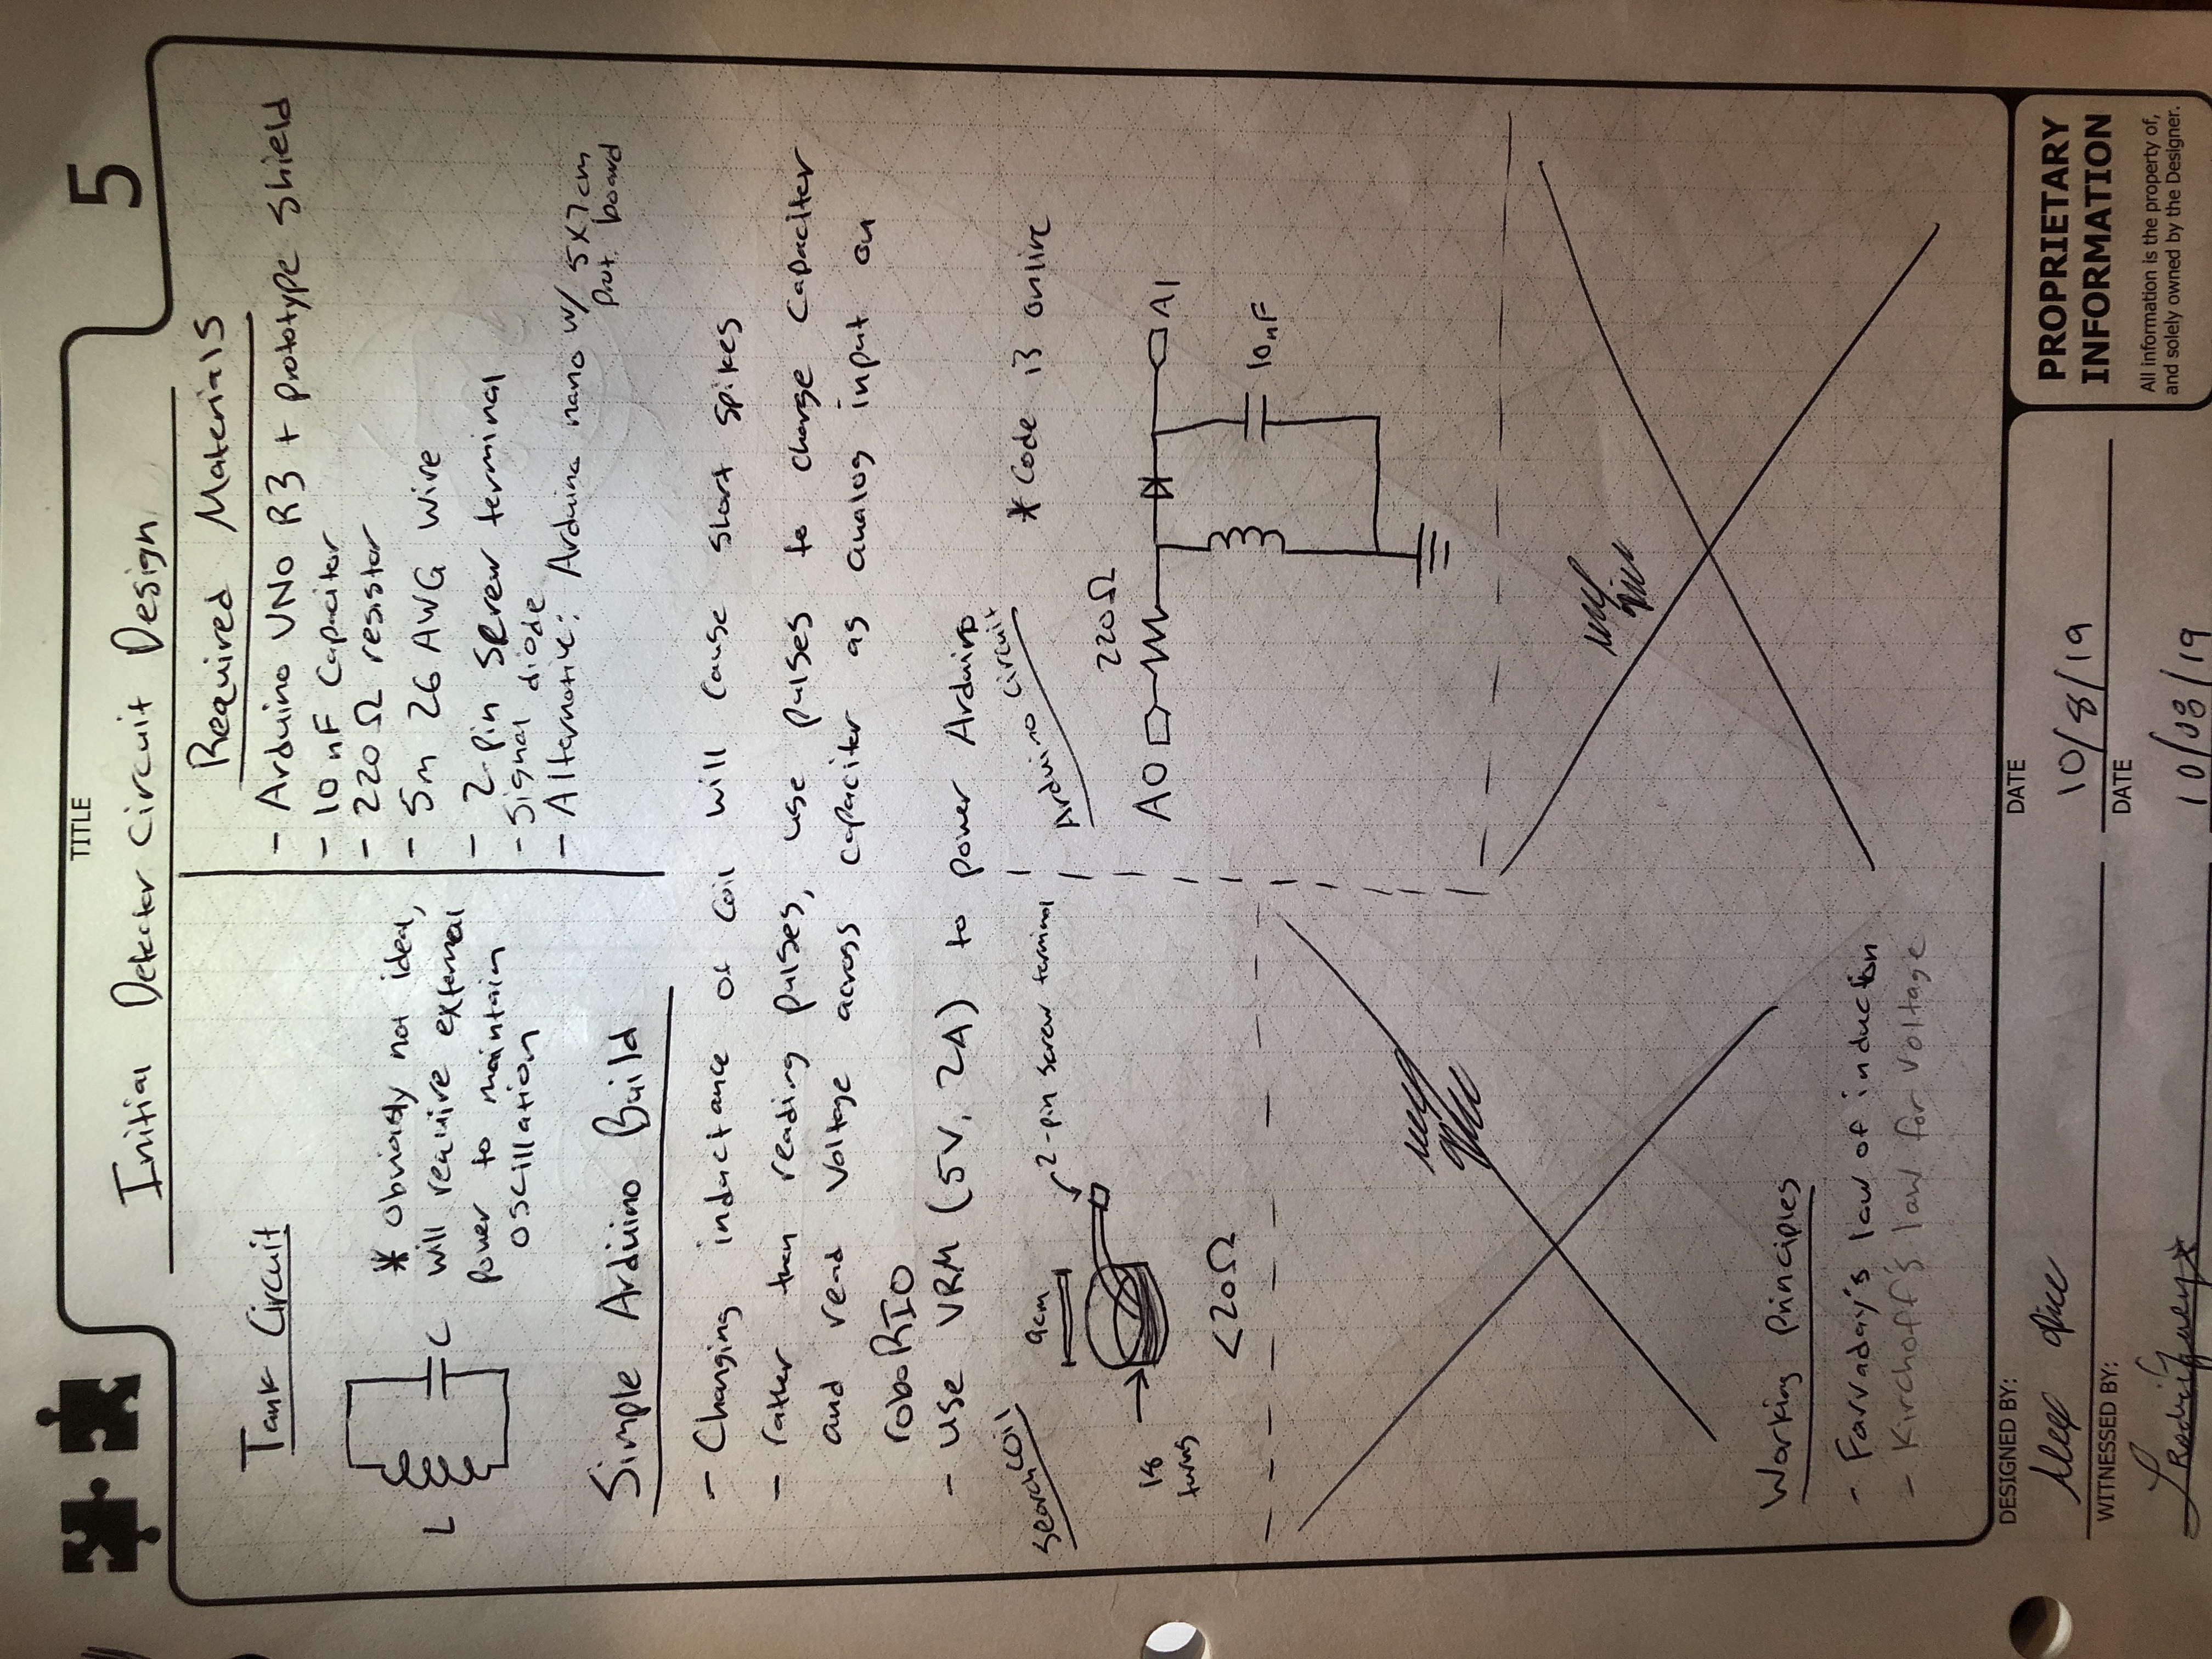 TITLE
5
Initial Detector Circuit Design
Tank Circuit
L
C
* Obviously not ideal,
will require external
power to maintain
oscillation
Required Materials
- Arduino UNO R3 + prototype shield
- 10 nF Capacitor
- 220 Ω resistor
- 5m 26 AWG Wire
- 2-pin screw terminal
- Signal diode
- Alternative: Arduino nano w/ 5x7cm
prot. board
Simple Arduino Build
- Changing inductance of coil will cause short spikes
- rather than reading pulses, use pulses to charge capaciter
and read voltage across capaciter as analog input on
roboRIO
- use VRM (5V, 2A) to power Arduino
Search coil
9cm
2-pin screw terminal
18
turns
<20Ω
Arduino Circuit
* Code is online
220Ω
A0
A1
10nF
Working Principles
- Farraday's law of induction
- Kirchoff's law for voltage
DESIGNED BY:
Alex
DATE
10/8/19
WITNESSED BY:
LRodriguez
DATE
10/08/19
PROPRIETARY
INFORMATION
All information is the property of,
and solely owned by the Designer.